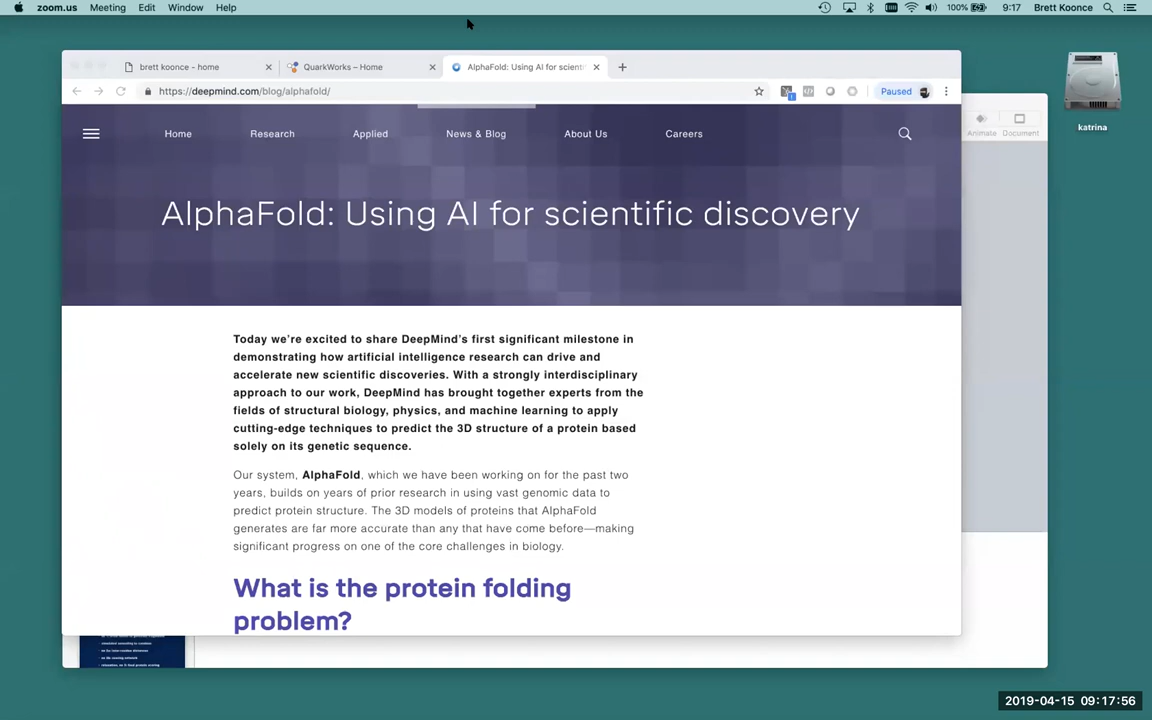 zoom.us Meeting Edit Window Help 100% 9:17 Brett Koonce
brett koonce - home QuarkWorks – Home AlphaFold: Using AI for scienti
https://deepmind.com/blog/alphafold/ Paused
Home Research Applied News & Blog About Us Careers
Animate Document
katrina
AlphaFold: Using AI for scientific discovery
Today we're excited to share DeepMind's first significant milestone in
demonstrating how artificial intelligence research can drive and
accelerate new scientific discoveries. With a strongly interdisciplinary
approach to our work, DeepMind has brought together experts from the
fields of structural biology, physics, and machine learning to apply
cutting-edge techniques to predict the 3D structure of a protein based
solely on its genetic sequence.
Our system, AlphaFold, which we have been working on for the past two
years, builds on years of prior research in using vast genomic data to
predict protein structure. The 3D models of proteins that AlphaFold
generates are far more accurate than any that have come before—making
significant progress on one of the core challenges in biology.
What is the protein folding
problem?
2019-04-15 09:17:56